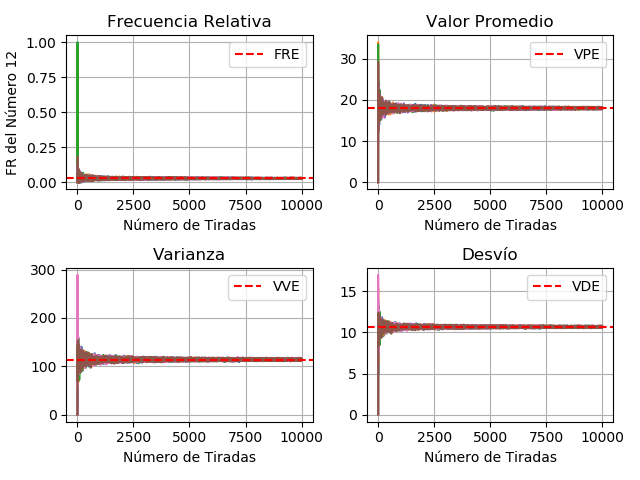 Frecuencia Relativa
FR del Número 12
1.00
0.75
0.50
0.25
0.00
FRE
0 2500 5000 7500 10000
Número de Tiradas
Valor Promedio
30
20
10
0
VPE
0 2500 5000 7500 10000
Número de Tiradas
Varianza
300
200
100
0
VVE
0 2500 5000 7500 10000
Número de Tiradas
Desvío
15
10
5
0
VDE
0 2500 5000 7500 10000
Número de Tiradas